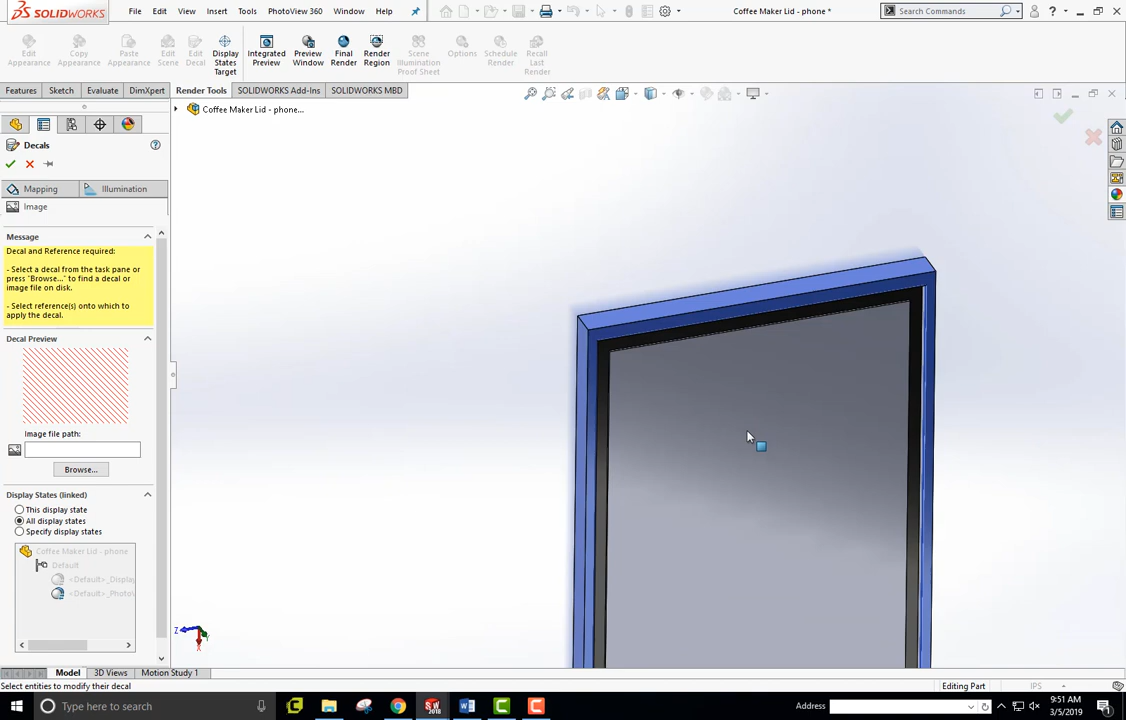 SOLIDWORKS File Edit View Insert Tools PhotoView 360 Window Help Coffee Maker Lid - phone * Search Commands
Edit Appearance
Copy Appearance
Paste Appearance
Edit Scene
Edit Decal
Display States Target
Integrated Preview
Preview Window
Final Render
Render Region
Scene Illumination Proof Sheet
Options
Schedule Render
Recall Last Render
Features Sketch Evaluate DimXpert Render Tools SOLIDWORKS Add-Ins SOLIDWORKS MBD
Coffee Maker Lid - phone...
Decals
Mapping Illumination
Image
Message
Decal and Reference required:
- Select a decal from the task pane or
press "Browse..." to find a decal or
image file on disk.
- Select reference(s) onto which to
apply the decal.
Decal Preview
Image file path:
Browse...
Display States (linked)
This display state
All display states
Specify display states
Coffee Maker Lid - phone
Default
<Default>_Display
<Default>_PhotoV
Z
Model 3D Views Motion Study 1
Select entities to modify their decal Editing Part IPS
Type here to search SW 2018 Address 9:51 AM
3/5/2019